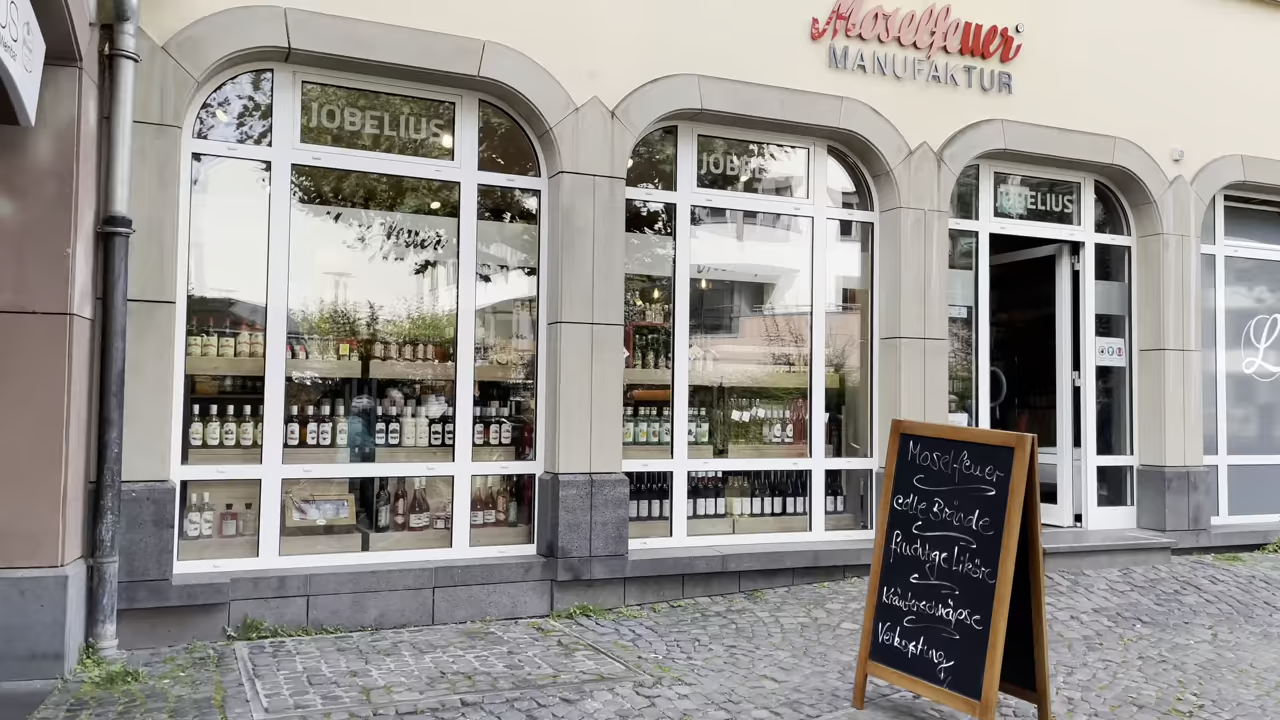 Moselfeuer
MANUFAKTUR
JOBELIUS
JOBELIUS
JOBELIUS
Moselfeuer
edle Brände
fruchtige Liköre
Kräuterschnäpse
Verkostung